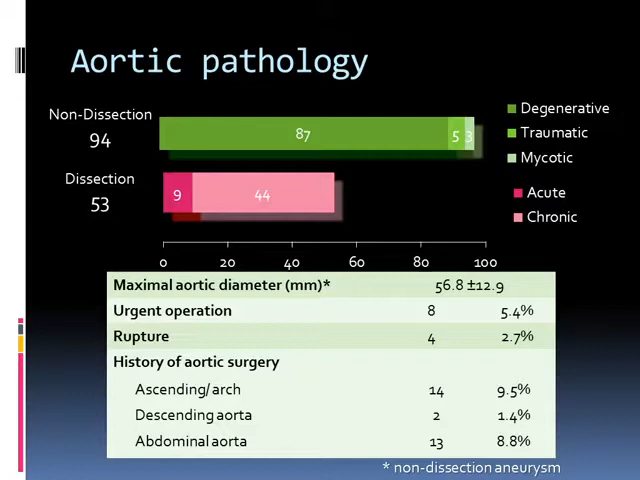 Aortic pathology
Non-Dissection
94
87 5 3
Degenerative
Traumatic
Mycotic
Dissection
53
9 44
Acute
Chronic
0 20 40 60 80 100
Maximal aortic diameter (mm)* 56.8 ±12.9
Urgent operation 8 5.4%
Rupture 4 2.7%
History of aortic surgery
Ascending/arch 14 9.5%
Descending aorta 2 1.4%
Abdominal aorta 13 8.8%
* non-dissection aneurysm